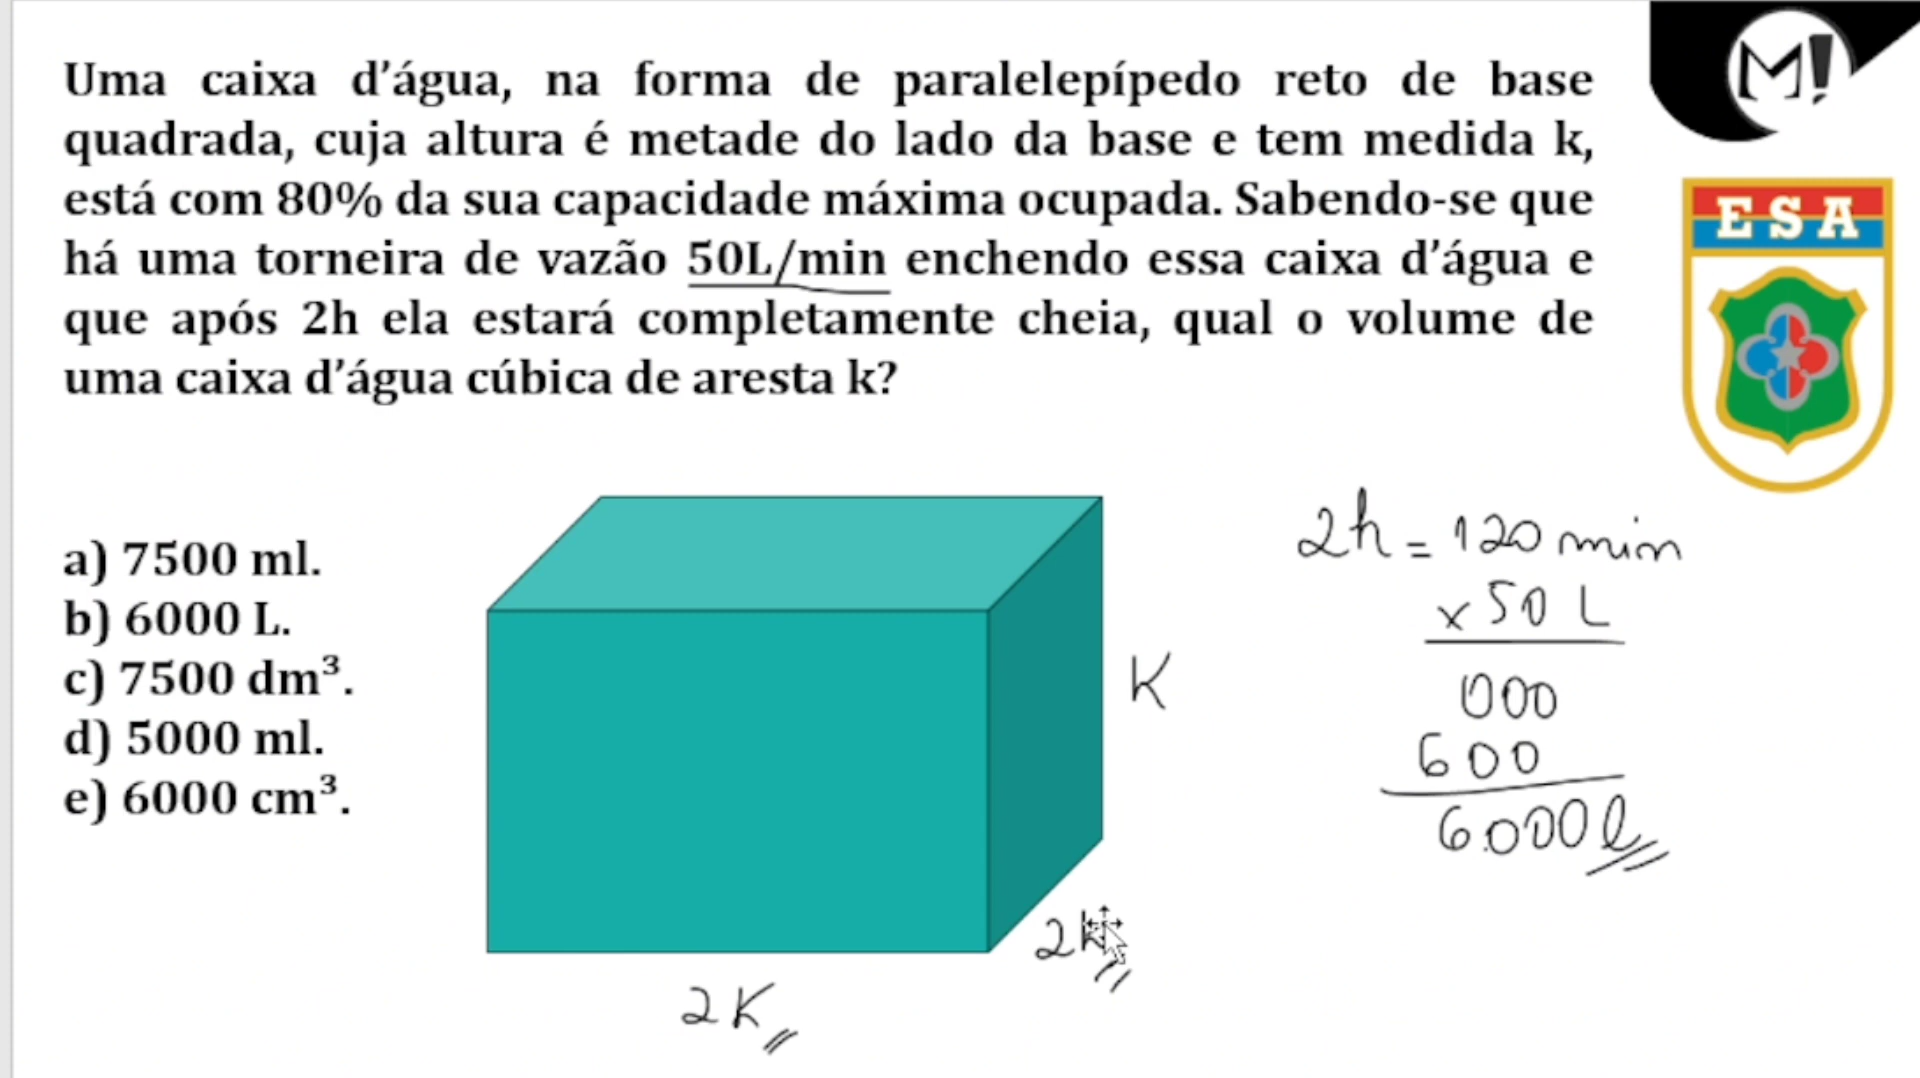 Uma caixa d’água, na forma de paralelepípedo reto de base
quadrada, cuja altura é metade do lado da base e tem medida k,
está com 80% da sua capacidade máxima ocupada. Sabendo-se que
há uma torneira de vazão 50L/min enchendo essa caixa d’água e
que após 2h ela estará completamente cheia, qual o volume de
uma caixa d’água cúbica de aresta k?
M!
ESA
a) 7500 ml.
b) 6000 L.
c) 7500 dm³.
d) 5000 ml.
e) 6000 cm³.
K
2K
2K
2h = 120 min
x 50 L
000
600
6.000l